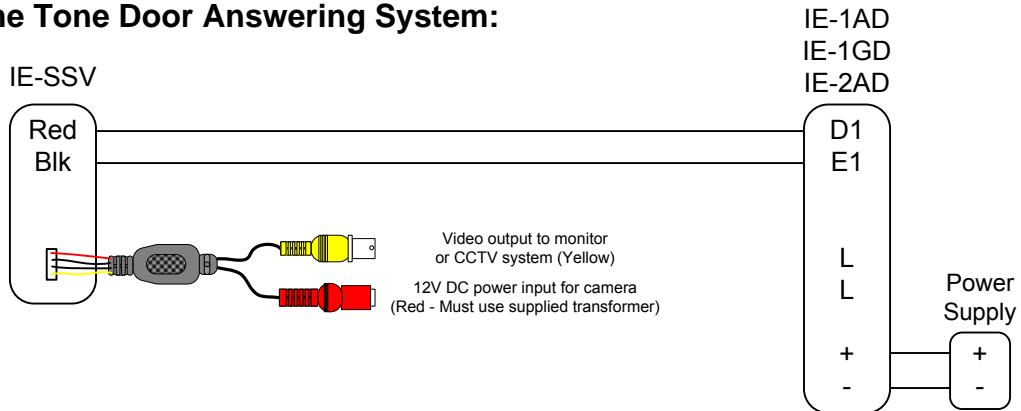 ne Tone Door Answering System:
IE-1AD
IE-1GD
IE-2AD
IE-SSV
Red
Blk
D1
E1
Video output to monitor
or CCTV system (Yellow)
12V DC power input for camera
(Red - Must use supplied transformer)
L
L
+
-
Power
Supply
+
-